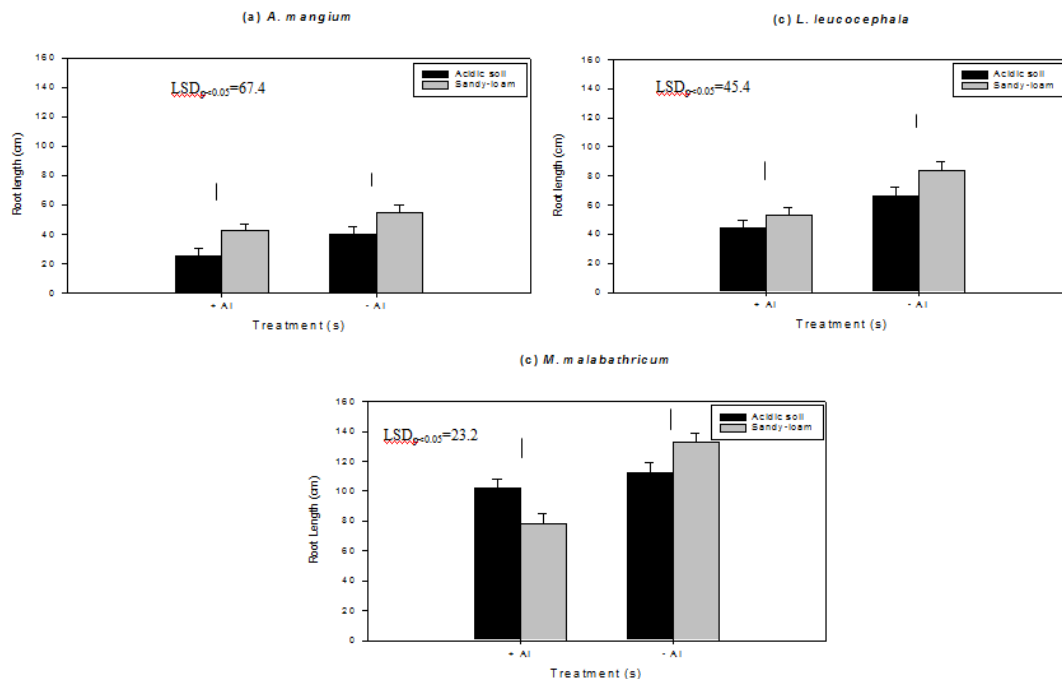 (a) A. mangium
LSDp<0.05=67.4
Acidic soil
Sandy-loam
160
140
120
100
80
60
40
20
0
Root length (cm)
+ Al
- Al
Treatment (s)
(c) L. leucocephala
LSDp<0.05=45.4
Acidic soil
Sandy-loam
160
140
120
100
80
60
40
20
0
Root length (cm)
+ Al
- Al
Treatment (s)
(c) M. malabathricum
LSDp<0.05=23.2
Acidic soil
Sandy-loam
160
140
120
100
80
60
40
20
0
Root Length (cm)
+ Al
- Al
Treatment (s)